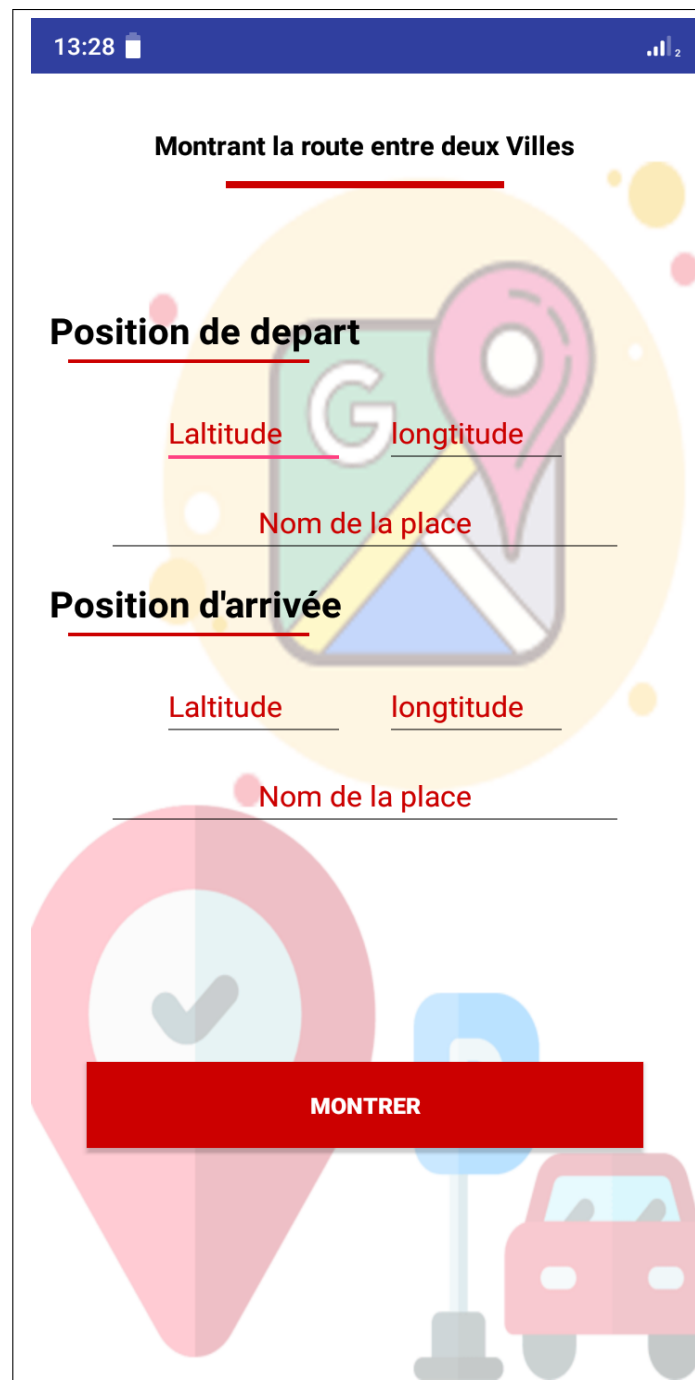 13:28
2
Montrant la route entre deux Villes
Position de depart
G
Laltitude longtitude
Nom de la place
Position d'arrivée
Laltitude longtitude
Nom de la place
P
MONTRER